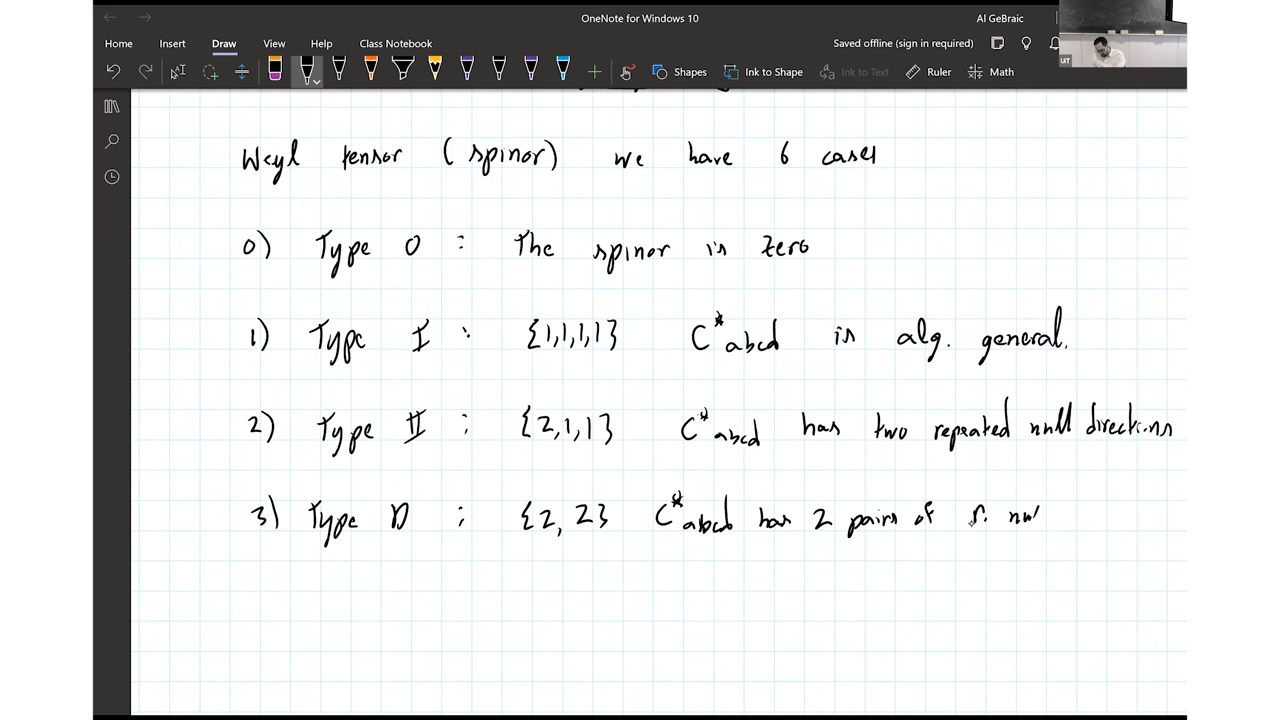 OneNote for Windows 10
Al GeBraic
Home Insert Draw View Help Class Notebook
Saved offline (sign in required)
Shapes Ink to Shape Ink to Text Ruler Math
UiT
Weyl tensor (spinor) we have 6 cases
0) Type O : The spinor is zero
1) Type I : {1,1,1,1} C*abcd is alg. general.
2) Type II : {2,1,1} C*abcd has two repeated null directions
3) Type D : {2,2} C*abcd has 2 pairs of r. nul